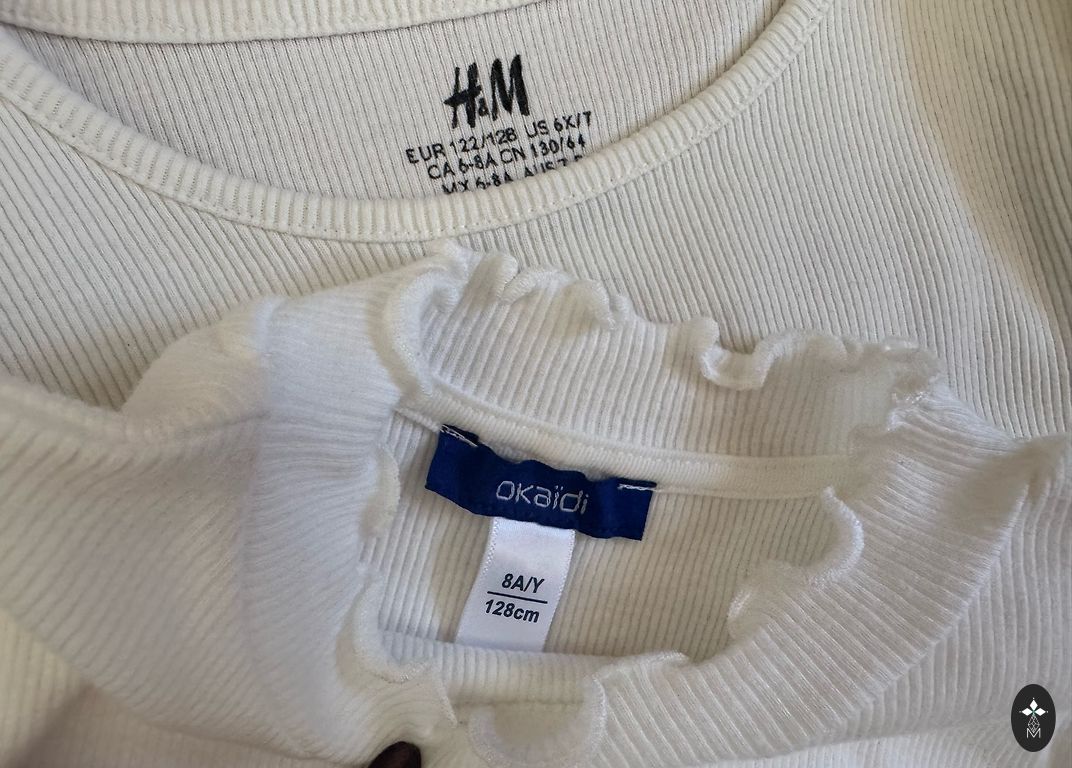 H&M
EUR 122/128 US 6X/7
CA 6-8A CN 130/64
MX 6-8A
okaïdi
8A/Y
128cm
M